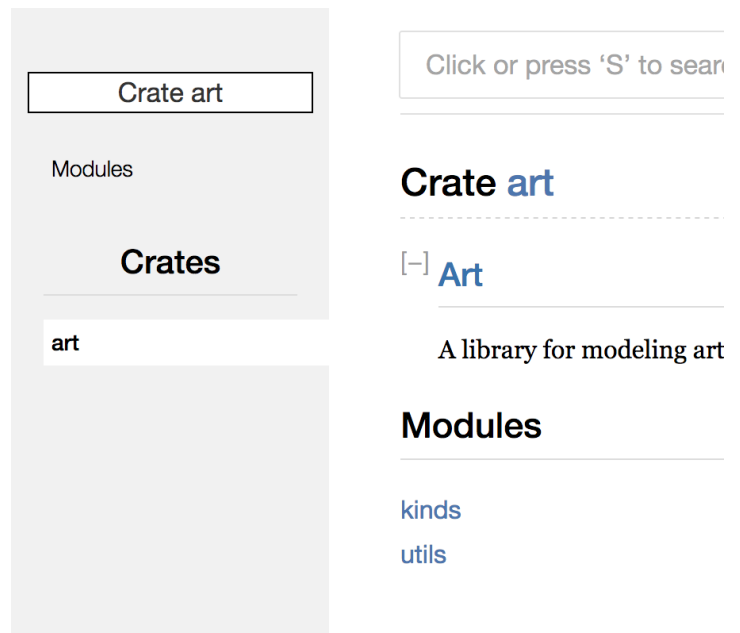 Crate art
Modules
Crates
art
Click or press ‘S’ to
Crate art
[−] Art
A library for modeling art
Modules
kinds
utils